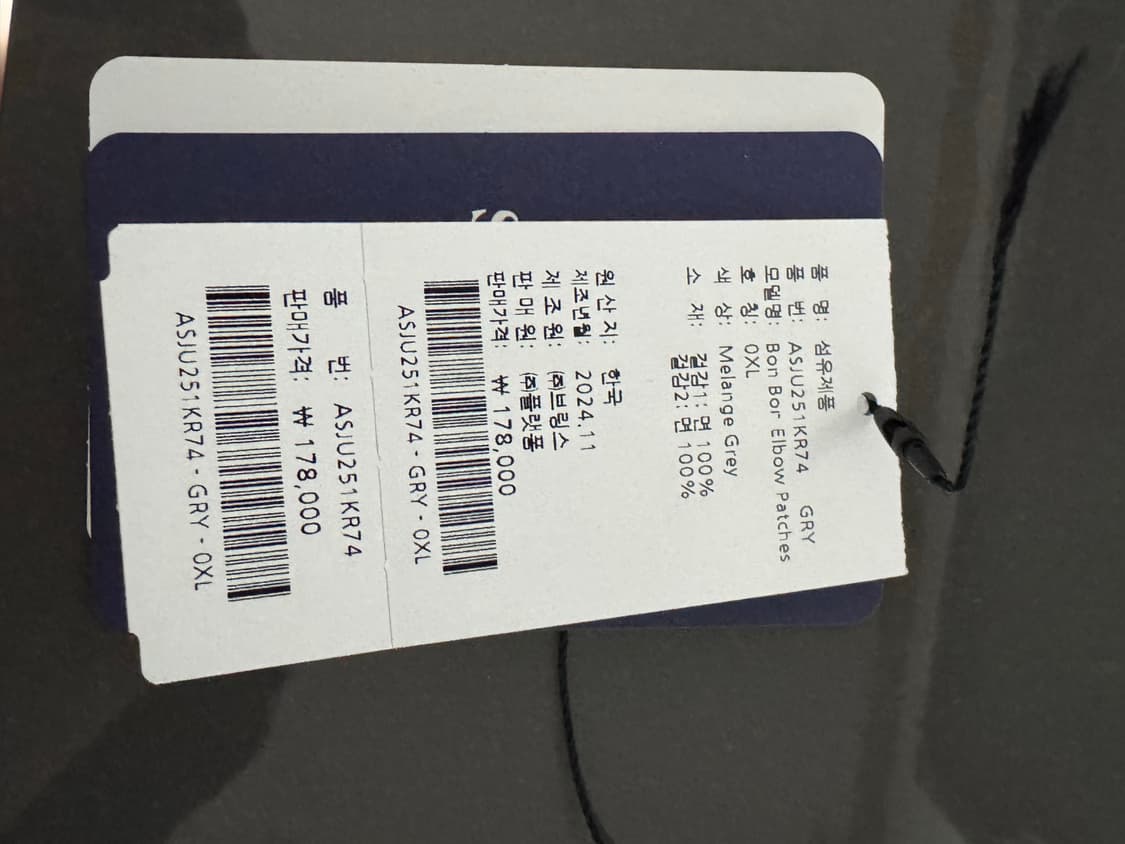 품 명: 섬유제품
품 번: ASJU251KR74 GRY
모델명: Bon Bor Elbow Patches
호 칭: 0XL
색 상: Melange Grey
소 재: 겉감1: 면 100%
겉감2: 면 100%
원 산 지: 한국
제조년월: 2024.11
제 조 원: ㈜브링스
판 매 원: ㈜플랫폼
판매가격: ₩ 178,000
ASJU251KR74 - GRY - 0XL
품 번: ASJU251KR74
판매가격: ₩ 178,000
ASJU251KR74 - GRY - 0XL